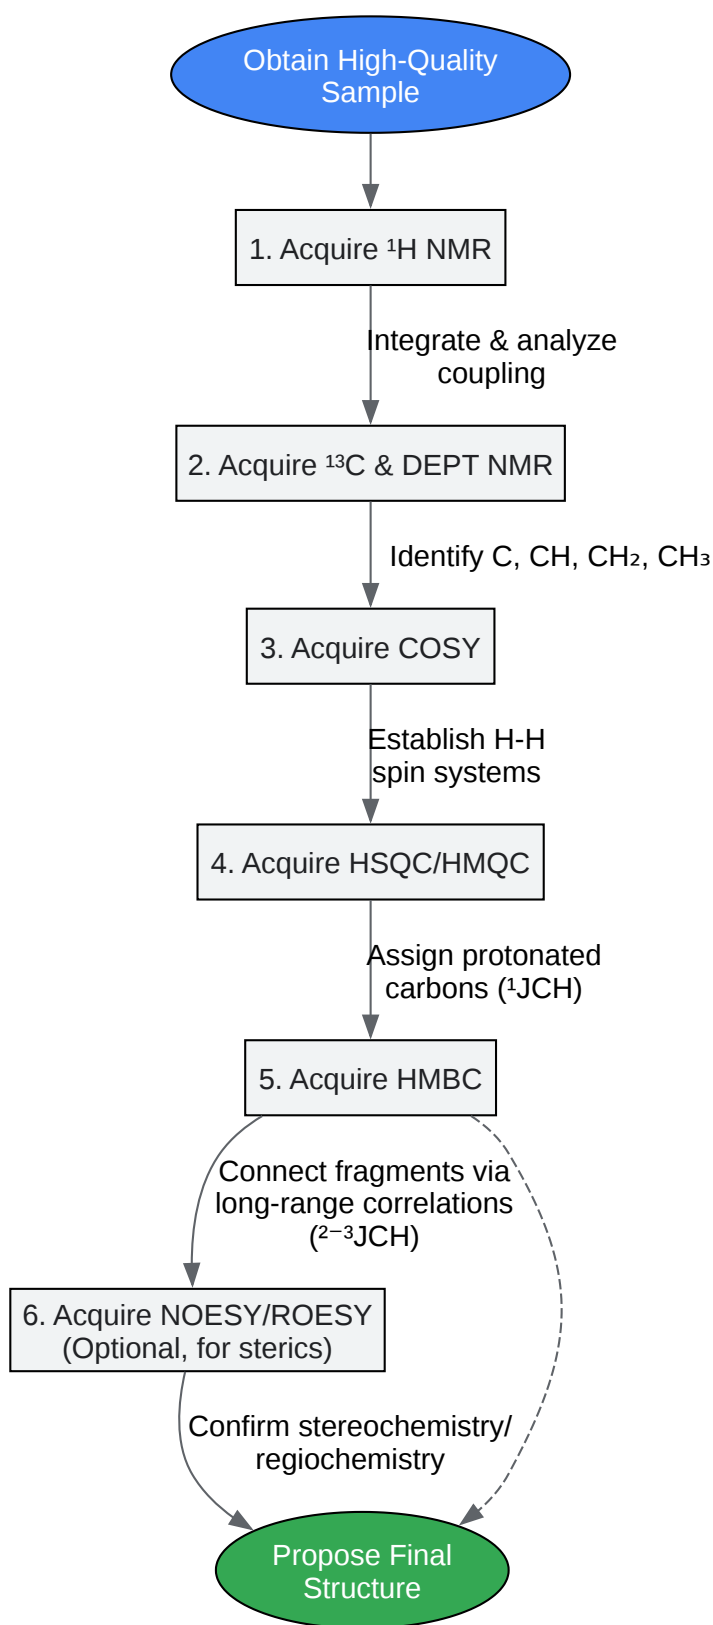 Obtain High-Quality
Sample
1. Acquire ¹H NMR
Integrate & analyze
coupling
2. Acquire ¹³C & DEPT NMR
Identify C, CH, CH₂, CH₃
3. Acquire COSY
Establish H-H
spin systems
4. Acquire HSQC/HMQC
Assign protonated
carbons (¹JCH)
5. Acquire HMBC
Connect fragments via
long-range correlations
(²⁻³JCH)
6. Acquire NOESY/ROESY
(Optional, for sterics)
Confirm stereochemistry/
regiochemistry
Propose Final
Structure